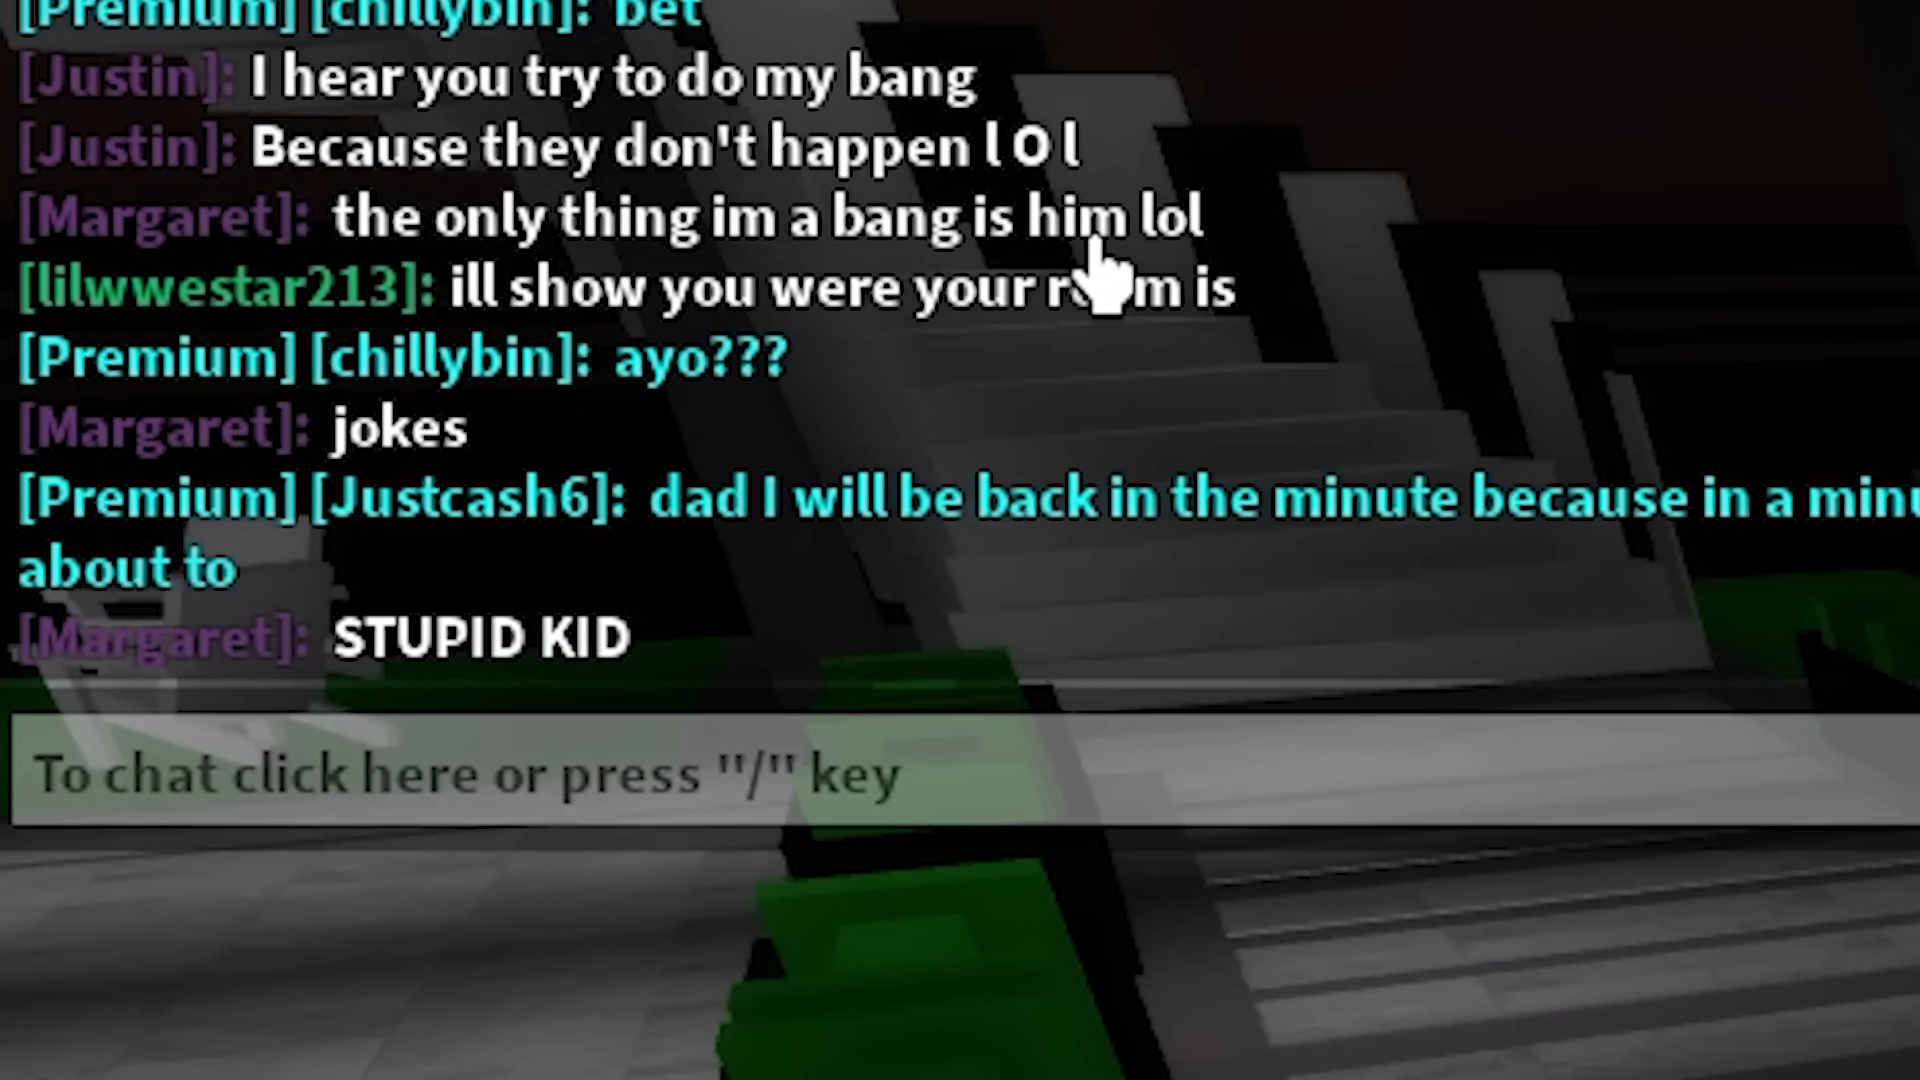 [Premium] [chillybin]: bet
[Justin]: I hear you try to do my bang
[Justin]: Because they don't happen l O l
[Margaret]: the only thing im a bang is him lol
[lilwwestar213]: ill show you were your room is
[Premium] [chillybin]: ayo???
[Margaret]: jokes
[Premium] [Justcash6]: dad I will be back in the minute because in a minu
about to
[Margaret]: STUPID KID
To chat click here or press "/" key